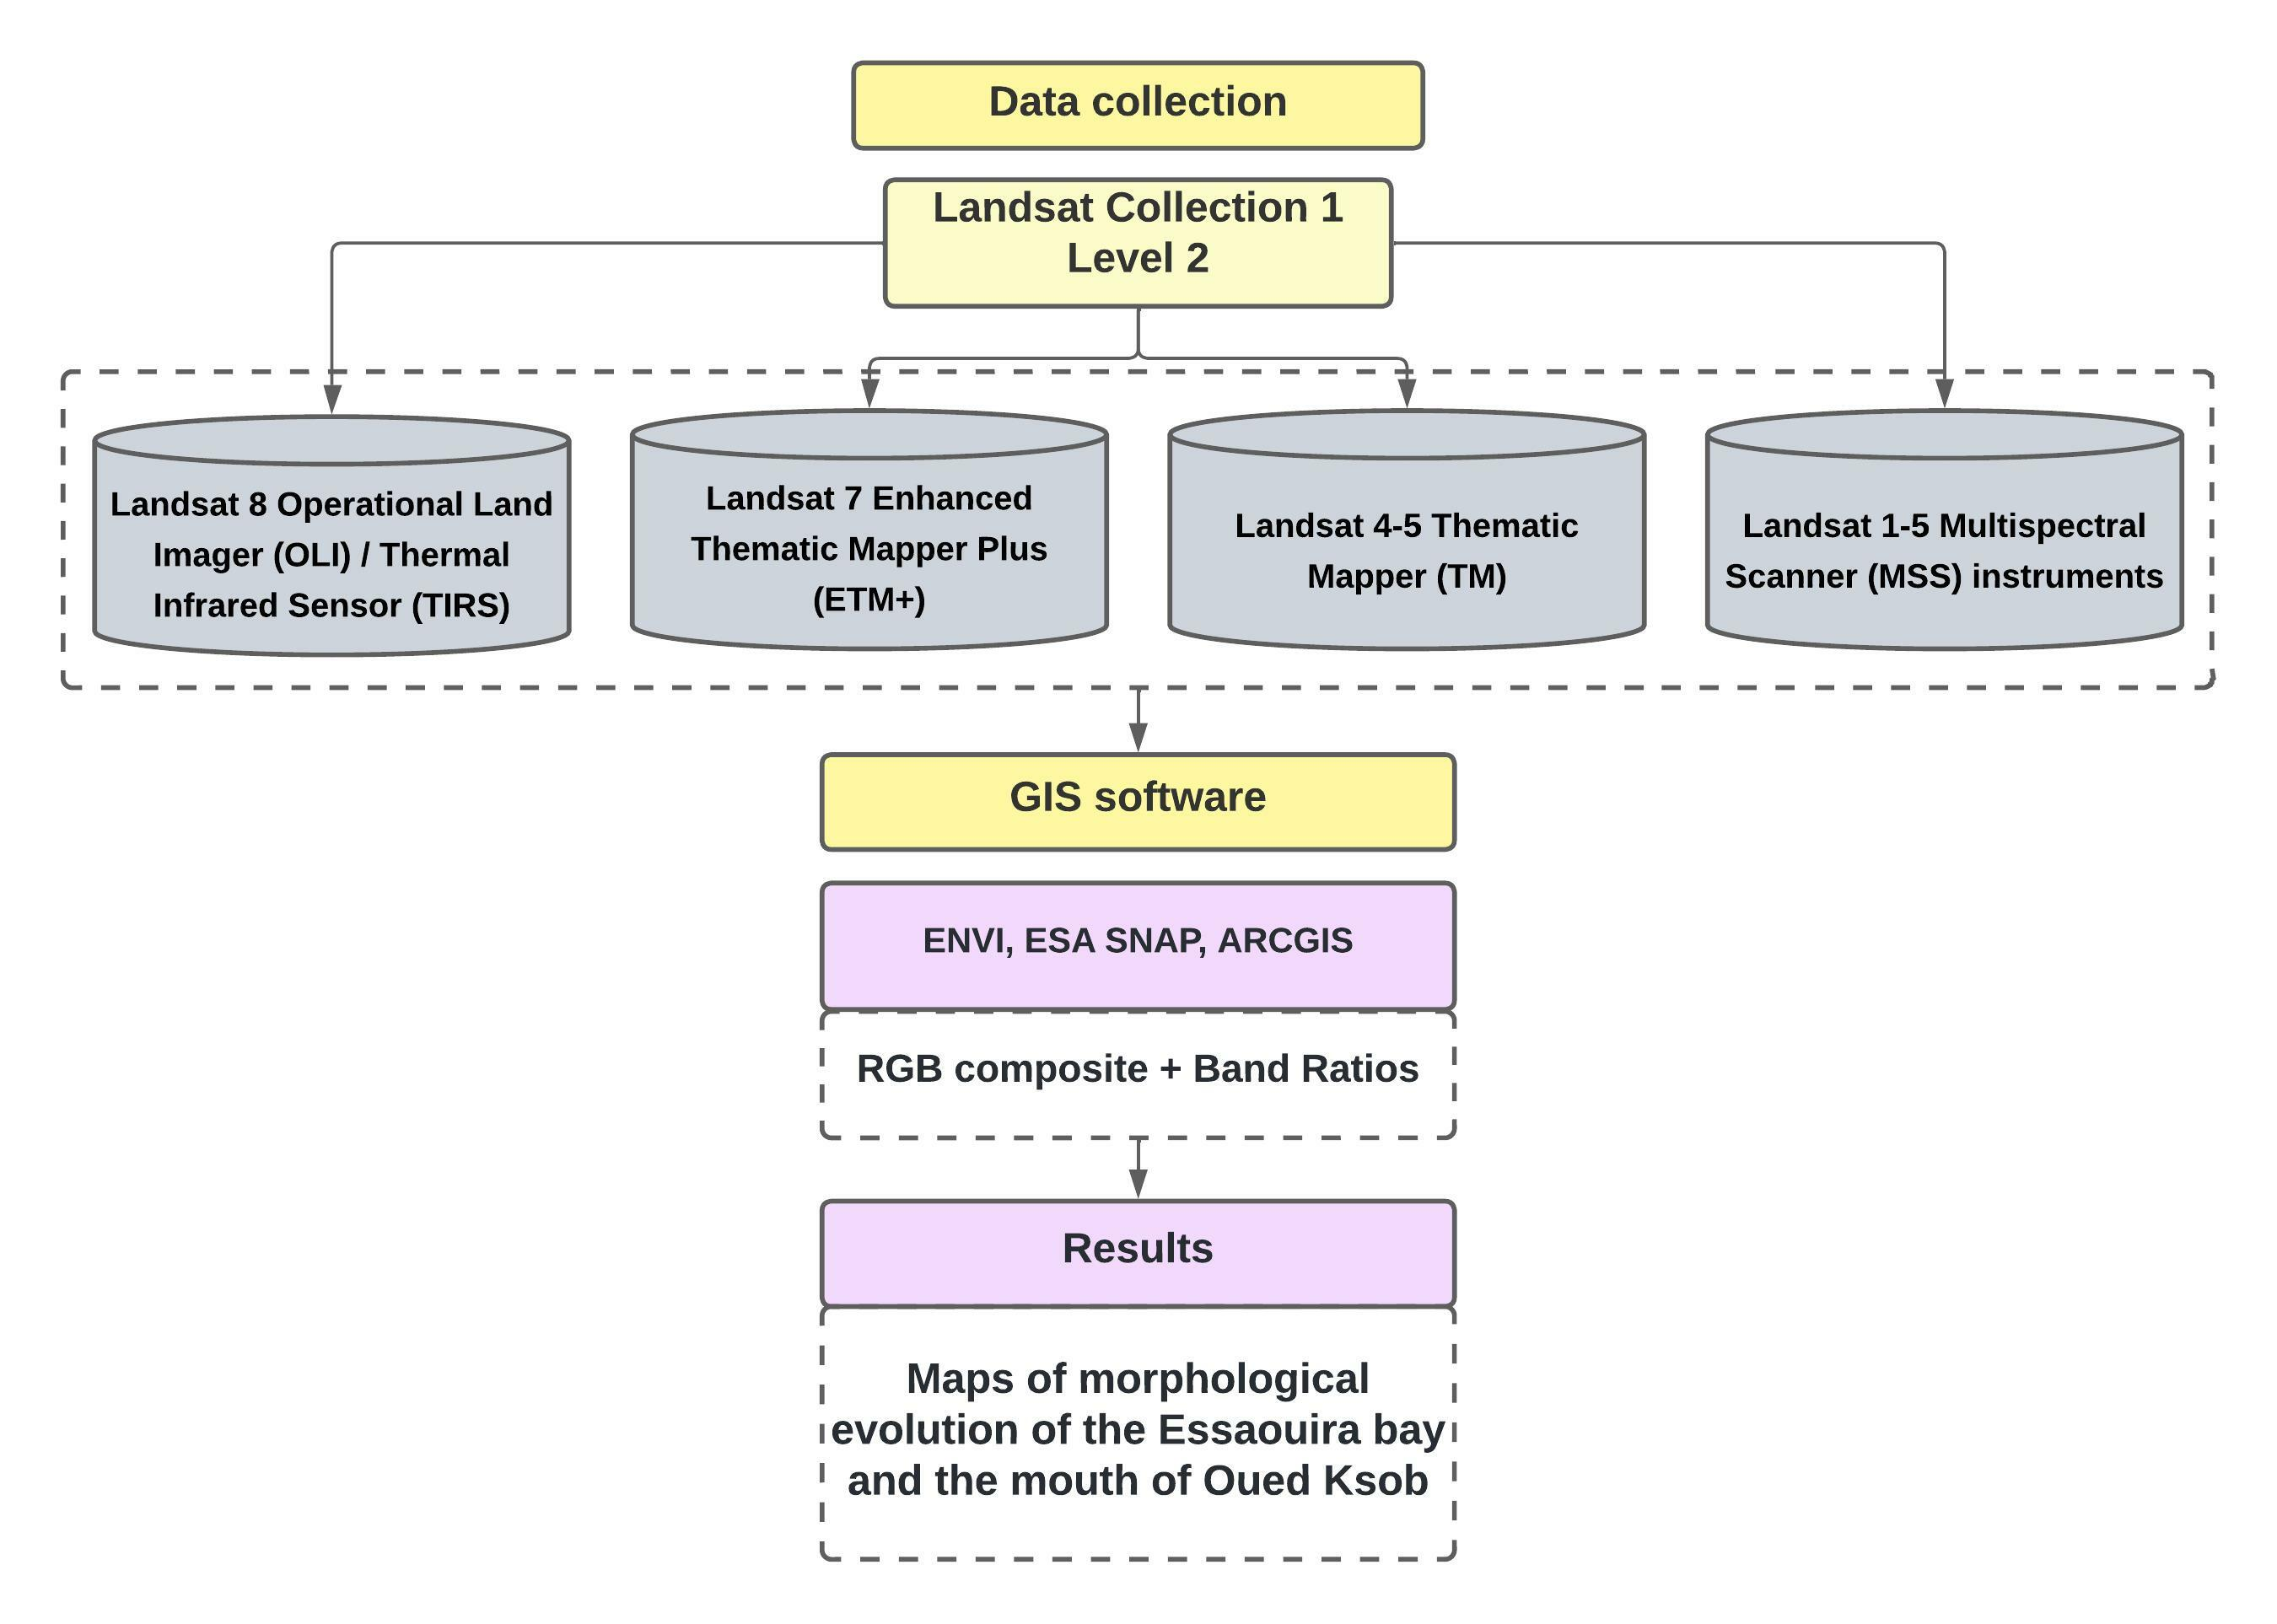 Data collection
Landsat Collection 1
Level 2
Landsat 8 Operational Land
Imager (OLI) / Thermal
Infrared Sensor (TIRS)
Landsat 7 Enhanced
Thematic Mapper Plus
(ETM+)
Landsat 4-5 Thematic
Mapper (TM)
Landsat 1-5 Multispectral
Scanner (MSS) instruments
GIS software
ENVI, ESA SNAP, ARCGIS
RGB composite + Band Ratios
Results
Maps of morphological
evolution of the Essaouira bay
and the mouth of Oued Ksob